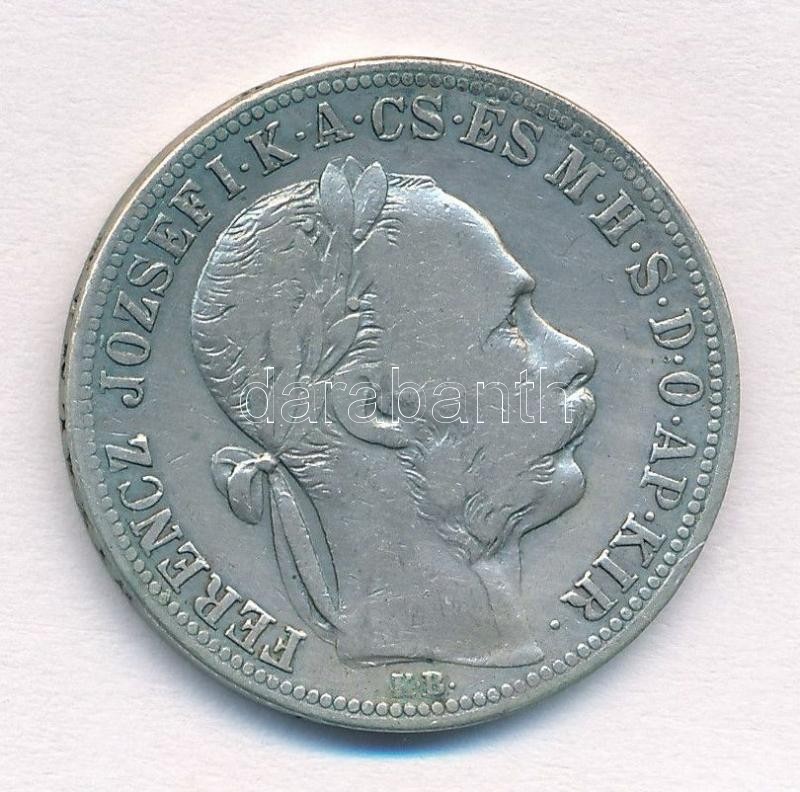 FERENCZ JÓZSEF I·K·A·CS·ÉS M·H·S·D·O·AP·KIR·
darabanth
K·B·